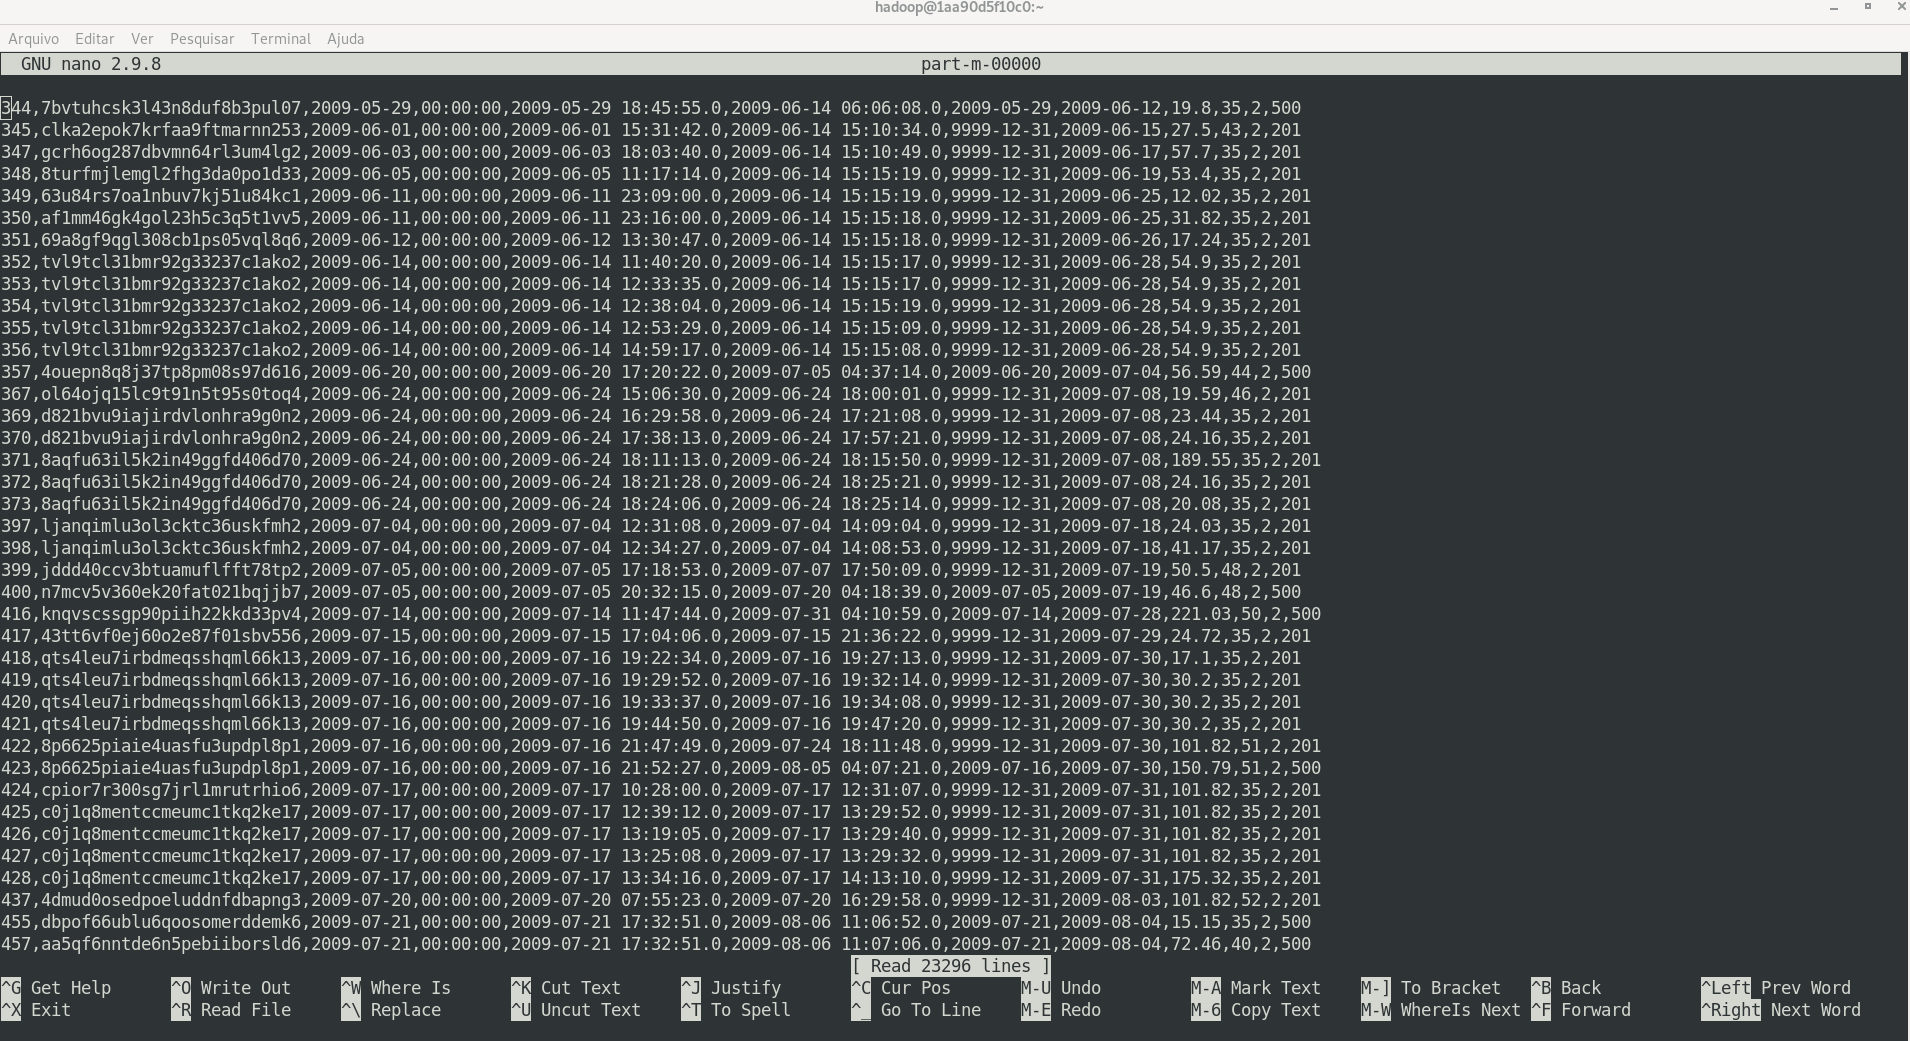 hadoop@1aa90d5f10c0:~
Arquivo Editar Ver Pesquisar Terminal Ajuda
GNU nano 2.9.8 part-m-00000
344,7bvtuhcsk3l43n8duf8b3pul07,2009-05-29,00:00:00,2009-05-29 18:45:55.0,2009-06-14 06:06:08.0,2009-05-29,2009-06-12,19.8,35,2,500
345,clka2epok7krfaa9ftmarnn253,2009-06-01,00:00:00,2009-06-01 15:31:42.0,2009-06-14 15:10:34.0,9999-12-31,2009-06-15,27.5,43,2,201
347,gcrh6og287dbvmn64rl3um4lg2,2009-06-03,00:00:00,2009-06-03 18:03:40.0,2009-06-14 15:10:49.0,9999-12-31,2009-06-17,57.7,35,2,201
348,8turfmjlemgl2fhg3da0po1d33,2009-06-05,00:00:00,2009-06-05 11:17:14.0,2009-06-14 15:15:19.0,9999-12-31,2009-06-19,53.4,35,2,201
349,63u84rs7oa1nbuv7kj51u84kc1,2009-06-11,00:00:00,2009-06-11 23:09:00.0,2009-06-14 15:15:19.0,9999-12-31,2009-06-25,12.02,35,2,201
350,af1mm46gk4gol23h5c3q5t1vv5,2009-06-11,00:00:00,2009-06-11 23:16:00.0,2009-06-14 15:15:18.0,9999-12-31,2009-06-25,31.82,35,2,201
351,69a8gf9qgl308cb1ps05vql8q6,2009-06-12,00:00:00,2009-06-12 13:30:47.0,2009-06-14 15:15:18.0,9999-12-31,2009-06-26,17.24,35,2,201
352,tvl9tcl31bmr92g33237c1ako2,2009-06-14,00:00:00,2009-06-14 11:40:20.0,2009-06-14 15:15:17.0,9999-12-31,2009-06-28,54.9,35,2,201
353,tvl9tcl31bmr92g33237c1ako2,2009-06-14,00:00:00,2009-06-14 12:33:35.0,2009-06-14 15:15:17.0,9999-12-31,2009-06-28,54.9,35,2,201
354,tvl9tcl31bmr92g33237c1ako2,2009-06-14,00:00:00,2009-06-14 12:38:04.0,2009-06-14 15:15:19.0,9999-12-31,2009-06-28,54.9,35,2,201
355,tvl9tcl31bmr92g33237c1ako2,2009-06-14,00:00:00,2009-06-14 12:53:29.0,2009-06-14 15:15:09.0,9999-12-31,2009-06-28,54.9,35,2,201
356,tvl9tcl31bmr92g33237c1ako2,2009-06-14,00:00:00,2009-06-14 14:59:17.0,2009-06-14 15:15:08.0,9999-12-31,2009-06-28,54.9,35,2,201
357,4ouepn8q8j37tp8pm08s97d616,2009-06-20,00:00:00,2009-06-20 17:20:22.0,2009-07-05 04:37:14.0,2009-06-20,2009-07-04,56.59,44,2,500
367,ol64ojq15lc9t91n5t95s0toq4,2009-06-24,00:00:00,2009-06-24 15:06:30.0,2009-06-24 18:00:01.0,9999-12-31,2009-07-08,19.59,46,2,201
369,d821bvu9iajirdvlonhra9g0n2,2009-06-24,00:00:00,2009-06-24 16:29:58.0,2009-06-24 17:21:08.0,9999-12-31,2009-07-08,23.44,35,2,201
370,d821bvu9iajirdvlonhra9g0n2,2009-06-24,00:00:00,2009-06-24 17:38:13.0,2009-06-24 17:57:21.0,9999-12-31,2009-07-08,24.16,35,2,201
371,8aqfu63il5k2in49ggfd406d70,2009-06-24,00:00:00,2009-06-24 18:11:13.0,2009-06-24 18:15:50.0,9999-12-31,2009-07-08,189.55,35,2,201
372,8aqfu63il5k2in49ggfd406d70,2009-06-24,00:00:00,2009-06-24 18:21:28.0,2009-06-24 18:25:21.0,9999-12-31,2009-07-08,24.16,35,2,201
373,8aqfu63il5k2in49ggfd406d70,2009-06-24,00:00:00,2009-06-24 18:24:06.0,2009-06-24 18:25:14.0,9999-12-31,2009-07-08,20.08,35,2,201
397,ljanqimlu3ol3cktc36uskfmh2,2009-07-04,00:00:00,2009-07-04 12:31:08.0,2009-07-04 14:09:04.0,9999-12-31,2009-07-18,24.03,35,2,201
398,ljanqimlu3ol3cktc36uskfmh2,2009-07-04,00:00:00,2009-07-04 12:34:27.0,2009-07-04 14:08:53.0,9999-12-31,2009-07-18,41.17,35,2,201
399,jddd40ccv3btuamuflfft78tp2,2009-07-05,00:00:00,2009-07-05 17:18:53.0,2009-07-07 17:50:09.0,9999-12-31,2009-07-19,50.5,48,2,201
400,n7mcv5v360ek20fat021bqjjb7,2009-07-05,00:00:00,2009-07-05 20:32:15.0,2009-07-20 04:18:39.0,2009-07-05,2009-07-19,46.6,48,2,500
416,knqvscssgp90piih22kkd33pv4,2009-07-14,00:00:00,2009-07-14 11:47:44.0,2009-07-31 04:10:59.0,2009-07-14,2009-07-28,221.03,50,2,500
417,43tt6vf0ej60o2e87f01sbv556,2009-07-15,00:00:00,2009-07-15 17:04:06.0,2009-07-15 21:36:22.0,9999-12-31,2009-07-29,24.72,35,2,201
418,qts4leu7irbdmeqsshqml66k13,2009-07-16,00:00:00,2009-07-16 19:22:34.0,2009-07-16 19:27:13.0,9999-12-31,2009-07-30,17.1,35,2,201
419,qts4leu7irbdmeqsshqml66k13,2009-07-16,00:00:00,2009-07-16 19:29:52.0,2009-07-16 19:32:14.0,9999-12-31,2009-07-30,30.2,35,2,201
420,qts4leu7irbdmeqsshqml66k13,2009-07-16,00:00:00,2009-07-16 19:33:37.0,2009-07-16 19:34:08.0,9999-12-31,2009-07-30,30.2,35,2,201
421,qts4leu7irbdmeqsshqml66k13,2009-07-16,00:00:00,2009-07-16 19:44:50.0,2009-07-16 19:47:20.0,9999-12-31,2009-07-30,30.2,35,2,201
422,8p6625piaie4uasfu3updpl8p1,2009-07-16,00:00:00,2009-07-16 21:47:49.0,2009-07-24 18:11:48.0,9999-12-31,2009-07-30,101.82,51,2,201
423,8p6625piaie4uasfu3updpl8p1,2009-07-16,00:00:00,2009-07-16 21:52:27.0,2009-08-05 04:07:21.0,2009-07-16,2009-07-30,150.79,51,2,500
424,cpior7r300sg7jrl1mrutrhio6,2009-07-17,00:00:00,2009-07-17 10:28:00.0,2009-07-17 12:31:07.0,9999-12-31,2009-07-31,101.82,35,2,201
425,c0j1q8mentccmeumc1tkq2ke17,2009-07-17,00:00:00,2009-07-17 12:39:12.0,2009-07-17 13:29:52.0,9999-12-31,2009-07-31,101.82,35,2,201
426,c0j1q8mentccmeumc1tkq2ke17,2009-07-17,00:00:00,2009-07-17 13:19:05.0,2009-07-17 13:29:40.0,9999-12-31,2009-07-31,101.82,35,2,201
427,c0j1q8mentccmeumc1tkq2ke17,2009-07-17,00:00:00,2009-07-17 13:25:08.0,2009-07-17 13:29:32.0,9999-12-31,2009-07-31,101.82,35,2,201
428,c0j1q8mentccmeumc1tkq2ke17,2009-07-17,00:00:00,2009-07-17 13:34:16.0,2009-07-17 14:13:10.0,9999-12-31,2009-07-31,175.32,35,2,201
437,4dmud0osedpoeluddnfdbapng3,2009-07-20,00:00:00,2009-07-20 07:55:23.0,2009-07-20 16:29:58.0,9999-12-31,2009-08-03,101.82,52,2,201
455,dbpof66ublu6qoosomerddemk6,2009-07-21,00:00:00,2009-07-21 17:32:51.0,2009-08-06 11:06:52.0,2009-07-21,2009-08-04,15.15,35,2,500
457,aa5qf6nntde6n5pebiiborsld6,2009-07-21,00:00:00,2009-07-21 17:32:51.0,2009-08-06 11:07:06.0,2009-07-21,2009-08-04,72.46,40,2,500
[ Read 23296 lines ]
^G Get Help ^O Write Out ^W Where Is ^K Cut Text ^J Justify ^C Cur Pos M-U Undo M-A Mark Text M-] To Bracket ^B Back ^Left Prev Word
^X Exit ^R Read File ^\ Replace ^U Uncut Text ^T To Spell ^_ Go To Line M-E Redo M-6 Copy Text M-W WhereIs Next ^F Forward ^Right Next Word